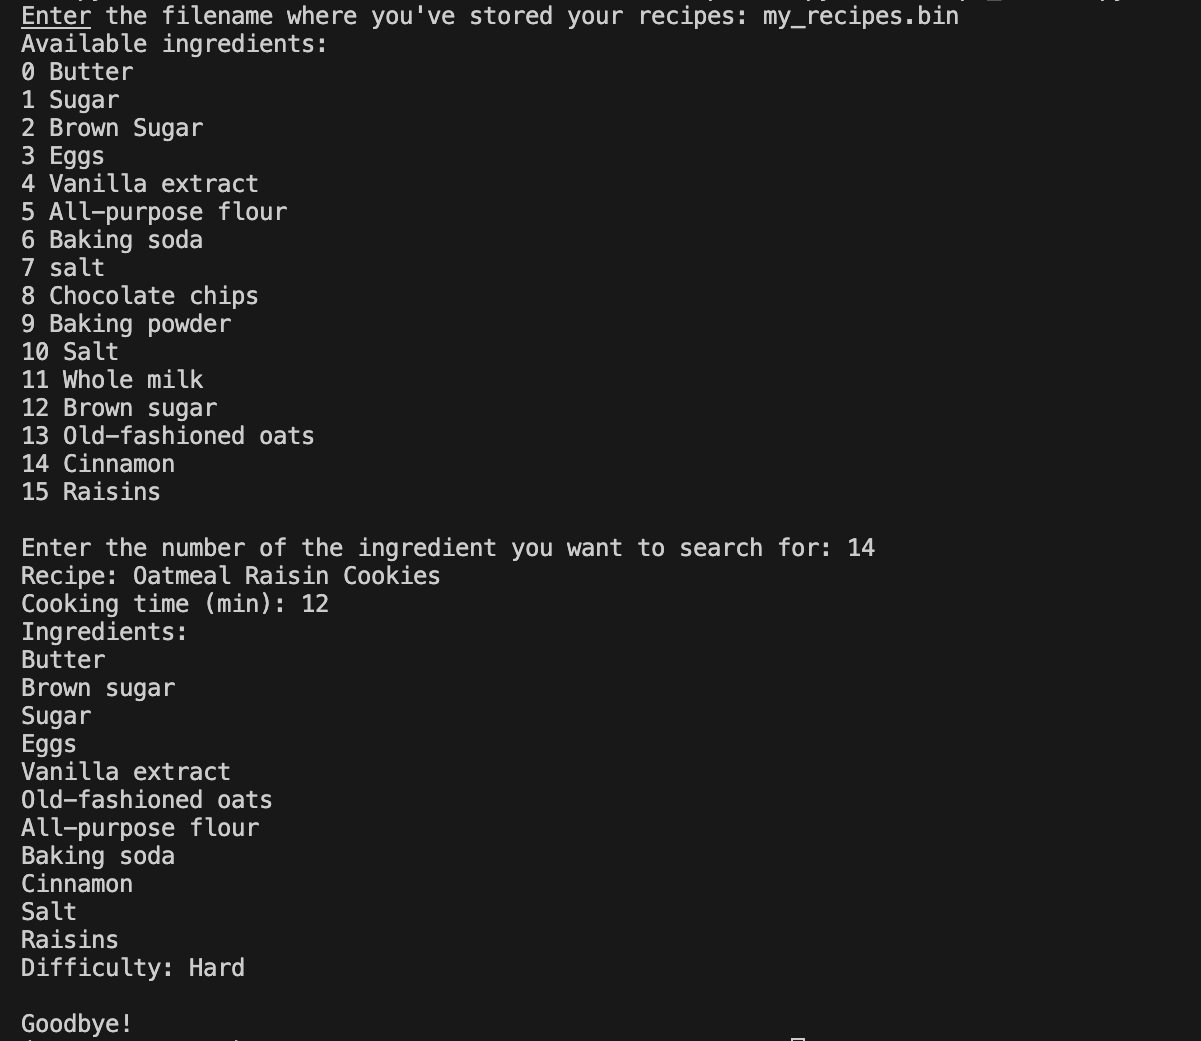 Enter the filename where you've stored your recipes: my_recipes.bin
Available ingredients:
0 Butter
1 Sugar
2 Brown Sugar
3 Eggs
4 Vanilla extract
5 All-purpose flour
6 Baking soda
7 salt
8 Chocolate chips
9 Baking powder
10 Salt
11 Whole milk
12 Brown sugar
13 Old-fashioned oats
14 Cinnamon
15 Raisins
Enter the number of the ingredient you want to search for: 14
Recipe: Oatmeal Raisin Cookies
Cooking time (min): 12
Ingredients:
Butter
Brown sugar
Sugar
Eggs
Vanilla extract
Old-fashioned oats
All-purpose flour
Baking soda
Cinnamon
Salt
Raisins
Difficulty: Hard
Goodbye!